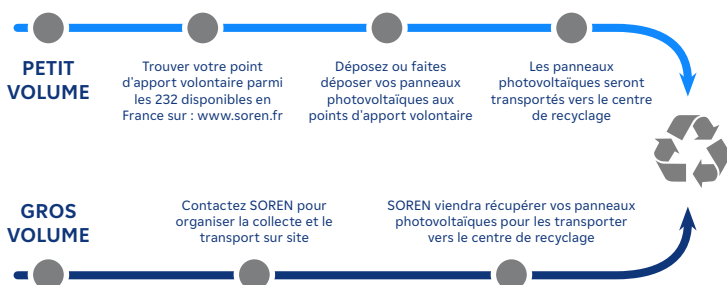 PETIT
VOLUME
Trouver votre point
d'apport volontaire parmi
les 232 disponibles en
France sur : www.soren.fr
Déposez ou faites
déposer vos panneaux
photovoltaïques aux
points d'apport volontaire
Les panneaux
photovoltaïques seront
transportés vers le centre
de recyclage
GROS
VOLUME
Contactez SOREN pour
organiser la collecte et le
transport sur site
SOREN viendra récupérer vos panneaux
photovoltaïques pour les transporter
vers le centre de recyclage